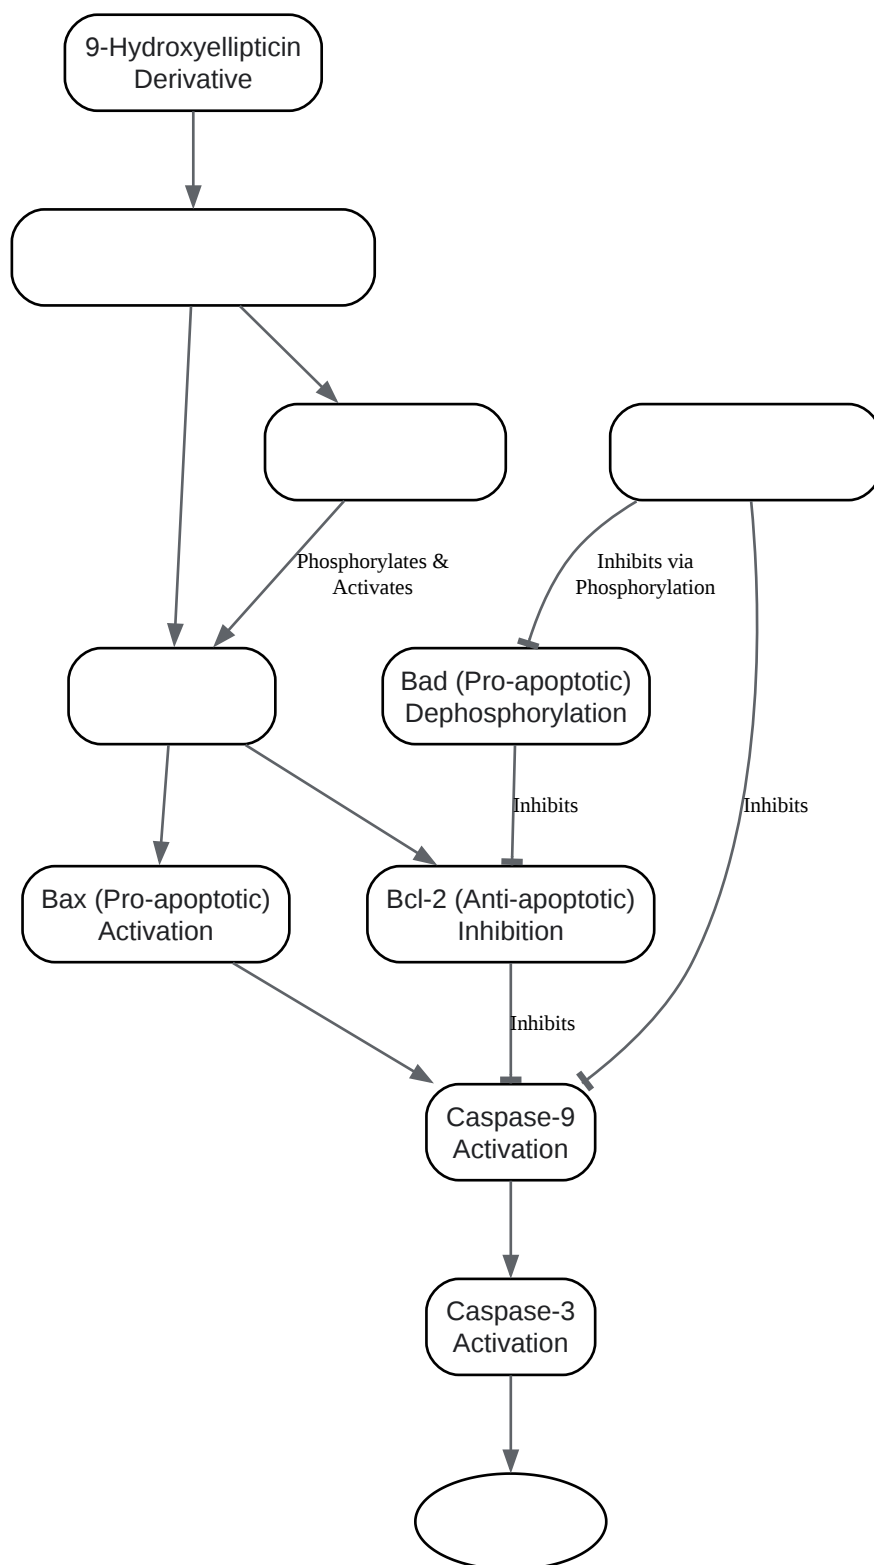 9-Hydroxyellipticin
Derivative
Phosphorylates &
Activates
Inhibits via
Phosphorylation
Bad (Pro-apoptotic)
Dephosphorylation
Inhibits
Inhibits
Bax (Pro-apoptotic)
Activation
Bcl-2 (Anti-apoptotic)
Inhibition
Inhibits
Caspase-9
Activation
Caspase-3
Activation